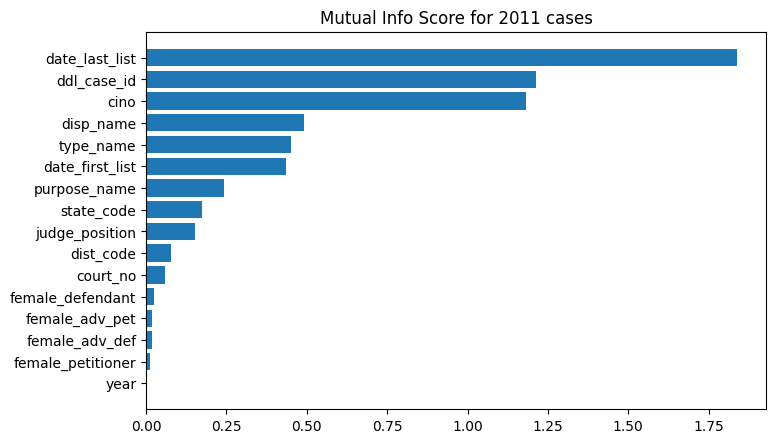 Mutual Info Score for 2011 cases
date_last_list
ddl_case_id
cino
disp_name
type_name
date_first_list
purpose_name
state_code
judge_position
dist_code
court_no
female_defendant
female_adv_pet
female_adv_def
female_petitioner
year
0.00 0.25 0.50 0.75 1.00 1.25 1.50 1.75